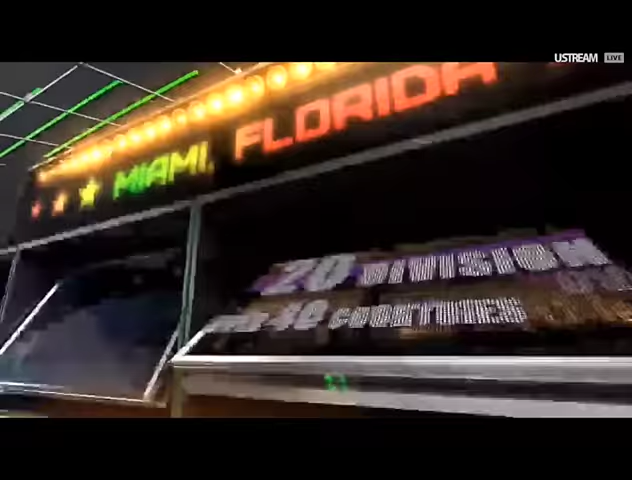 USTREAM LIVE
MIAMI, FLORIDA
20 DIVISION
40 COUNTRIES